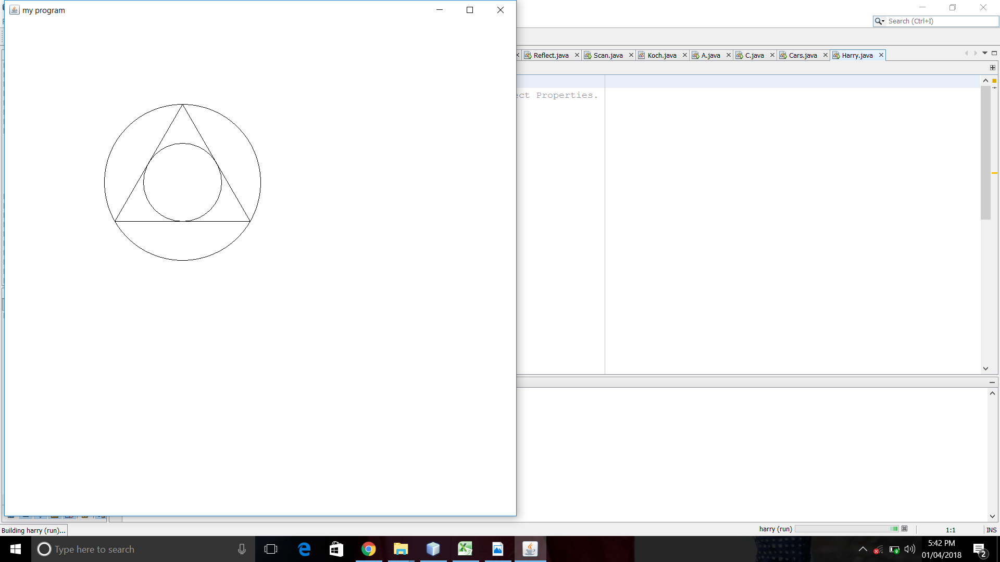 my program
Search (Ctrl+I)
Reflect.java Scan.java Koch.java A.java C.java Cars.java Harry.java
ect Properties.
Building harry (run)...
harry (run)
1:1
INS
Type here to search
5:42 PM
01/04/2018
2